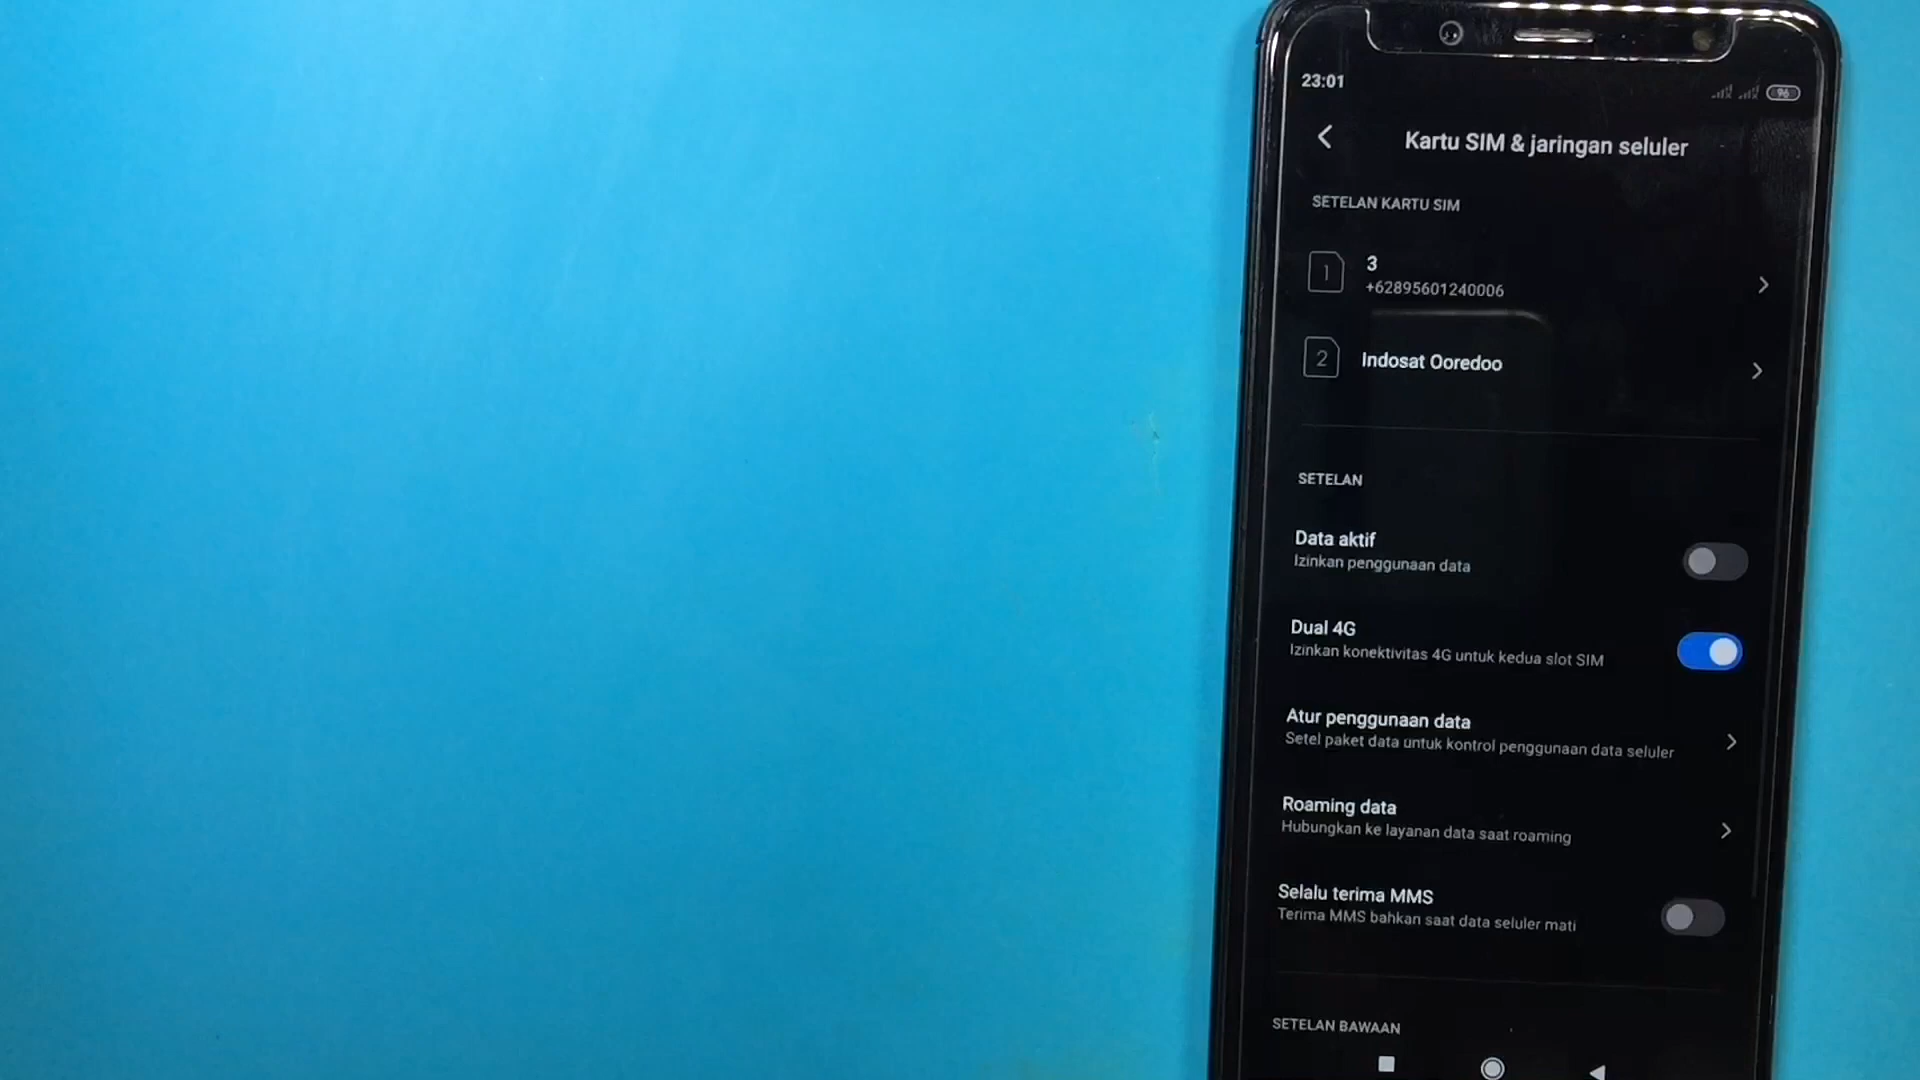 23:01
96
Kartu SIM & jaringan seluler
SETELAN KARTU SIM
1
3
+62895601240006
2
Indosat Ooredoo
SETELAN
Data aktif
Izinkan penggunaan data
Dual 4G
Izinkan konektivitas 4G untuk kedua slot SIM
Atur penggunaan data
Setel paket data untuk kontrol penggunaan data seluler
Roaming data
Hubungkan ke layanan data saat roaming
Selalu terima MMS
Terima MMS bahkan saat data seluler mati
SETELAN BAWAAN